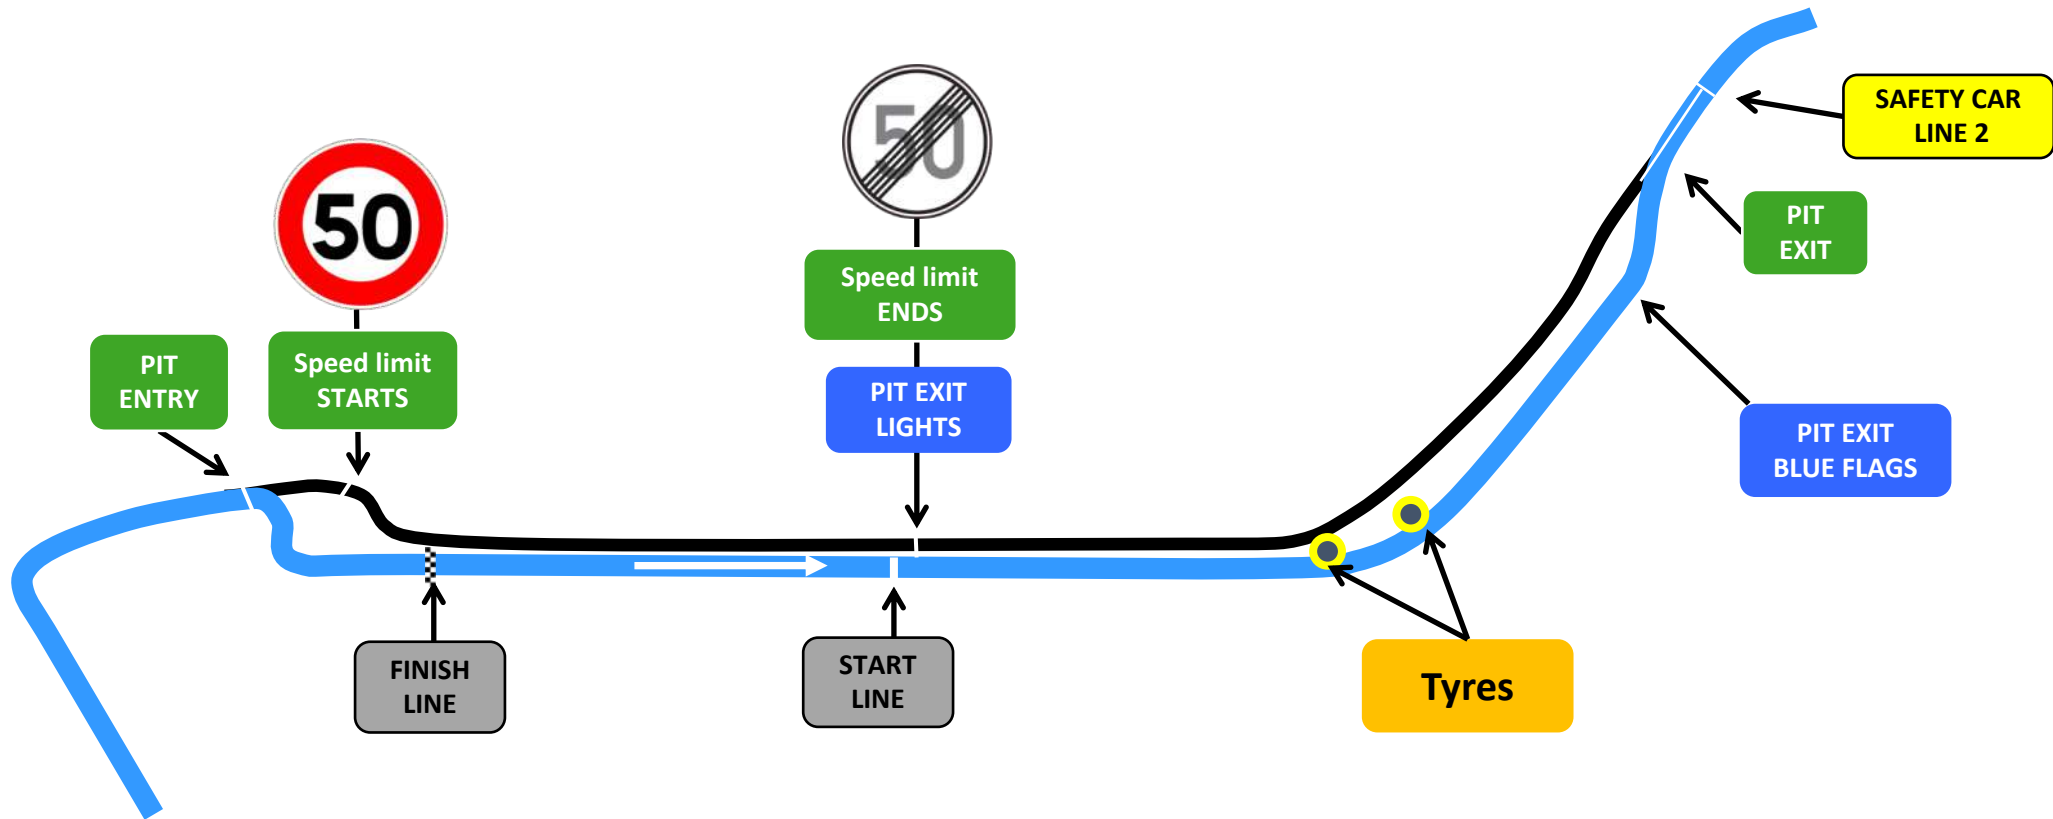 SAFETY CAR
LINE 2
50
50
PIT
EXIT
Speed limit
ENDS
PIT
ENTRY
Speed limit
STARTS
PIT EXIT
LIGHTS
PIT EXIT
BLUE FLAGS
FINISH
LINE
START
LINE
Tyres